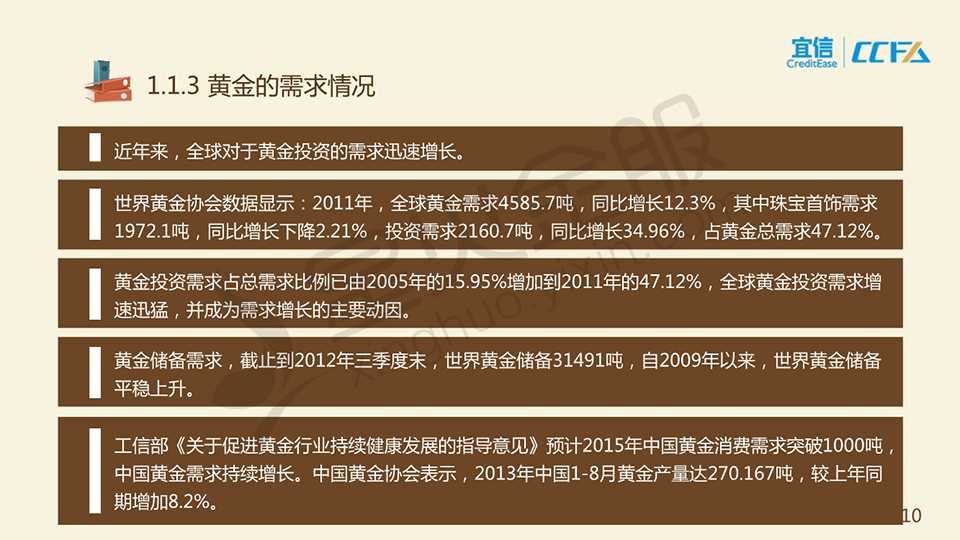 宜信
CreditEase
CCFA
1.1.3 黄金的需求情况
近年来，全球对于黄金投资的需求迅速增长。
世界黄金协会数据显示：2011年，全球黄金需求4585.7吨，同比增长12.3%，其中珠宝首饰需求
1972.1吨，同比增长下降2.21%，投资需求2160.7吨，同比增长34.96%，占黄金总需求47.12%。
黄金投资需求占总需求比例已由2005年的15.95%增加到2011年的47.12%，全球黄金投资需求增
速迅猛，并成为需求增长的主要动因。
黄金储备需求，截止到2012年三季度末，世界黄金储备31491吨，自2009年以来，世界黄金储备
平稳上升。
工信部《关于促进黄金行业持续健康发展的指导意见》预计2015年中国黄金消费需求突破1000吨，
中国黄金需求持续增长。中国黄金协会表示，2013年中国1-8月黄金产量达270.167吨，较上年同
期增加8.2%。
10